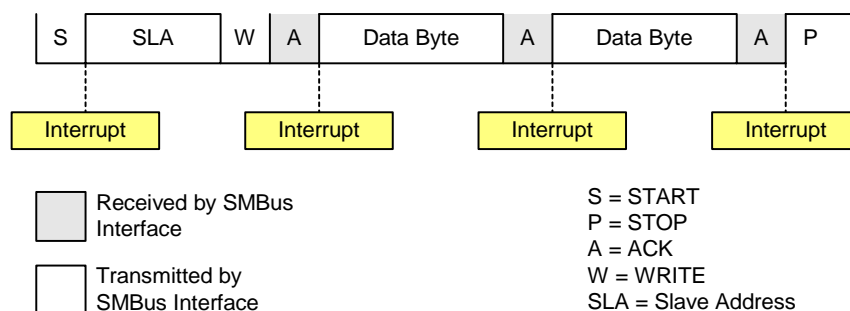 S SLA W A Data Byte A Data Byte A P
Interrupt Interrupt Interrupt Interrupt
Received by SMBus
Interface
Transmitted by
SMBus Interface
S = START
P = STOP
A = ACK
W = WRITE
SLA = Slave Address